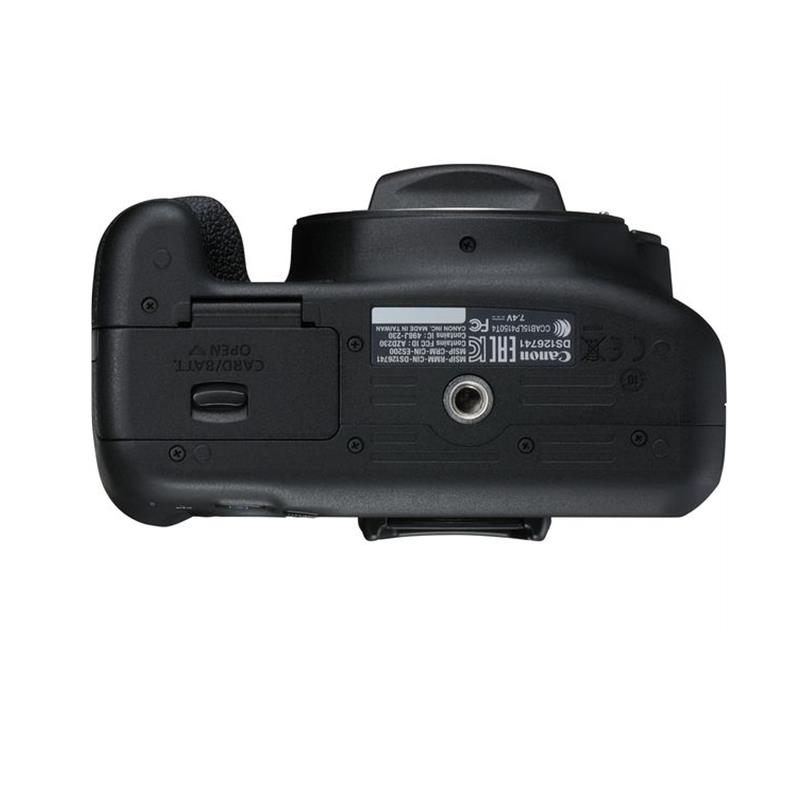 Canon
DS126741
CCAB15LP4150T4
7.4V
MSIP-RMM-CIN-DS126741
MSIP-CRM-CIN-ES200
Contains FCC ID: AZD230
Contains IC: 498J-230
CANON INC. MADE IN TAIWAN
CARD/BATT.
OPEN
10